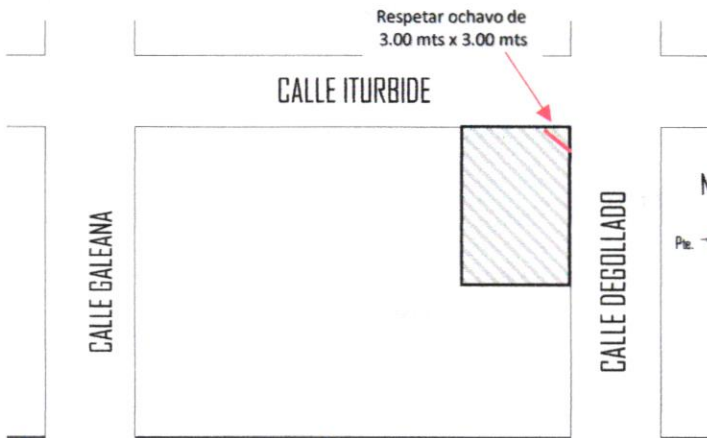 Respetar ochavo de
3.00 mts x 3.00 mts
CALLE ITURBIDE
CALLE GALEANA
CALLE DEGOLLADO
N
Pte.